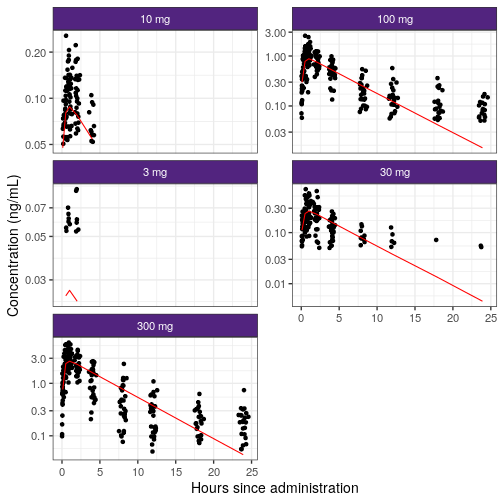 10 mg
100 mg
0.20
0.10
0.05
3.00
1.00
0.30
0.10
0.03
3 mg
30 mg
0.07
0.05
0.03
0.30
0.10
0.03
0.01
0 5 10 15 20 25
300 mg
3.0
1.0
0.3
0.1
0 5 10 15 20 25
Hours since administration
Concentration (ng/mL)